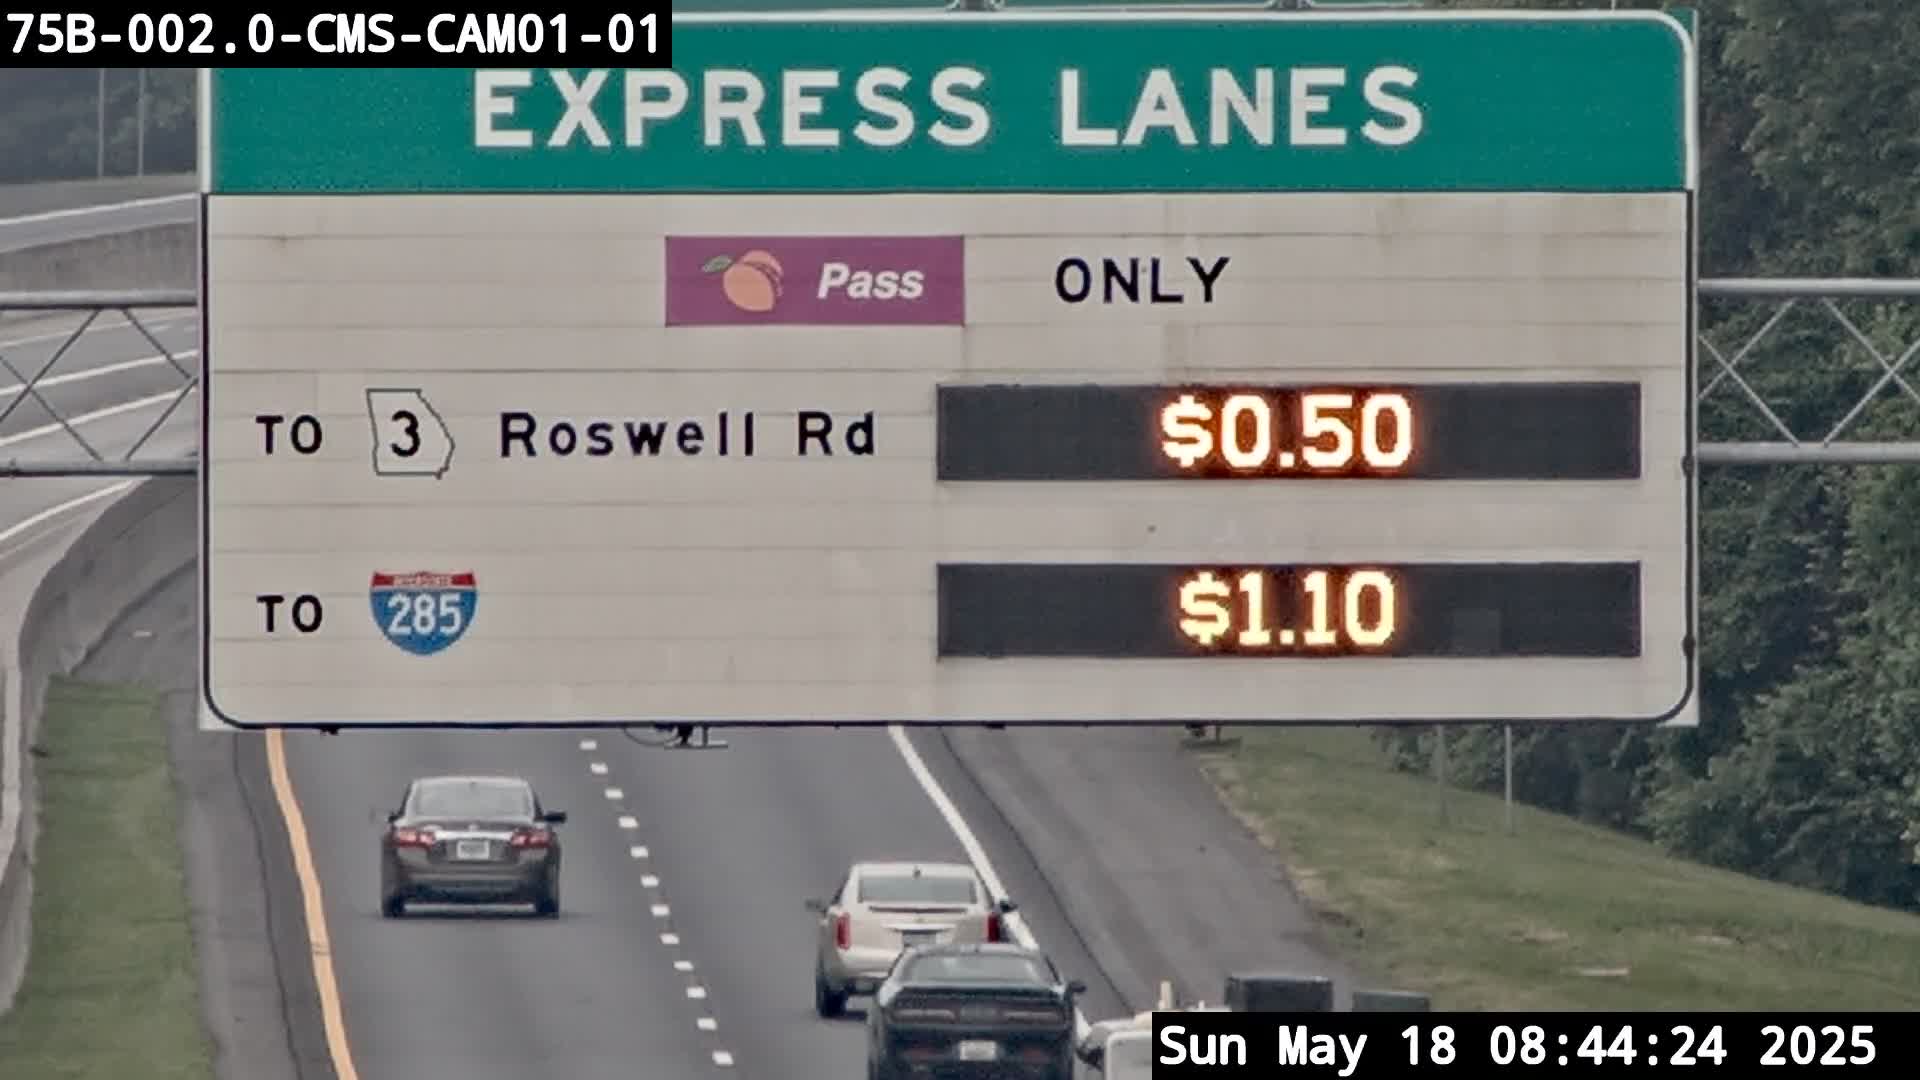 75B-002.0-CMS-CAM01-01
EXPRESS LANES
Pass ONLY
TO 3 Roswell Rd $0.50
TO 285 $1.10
Sun May 18 08:44:24 2025